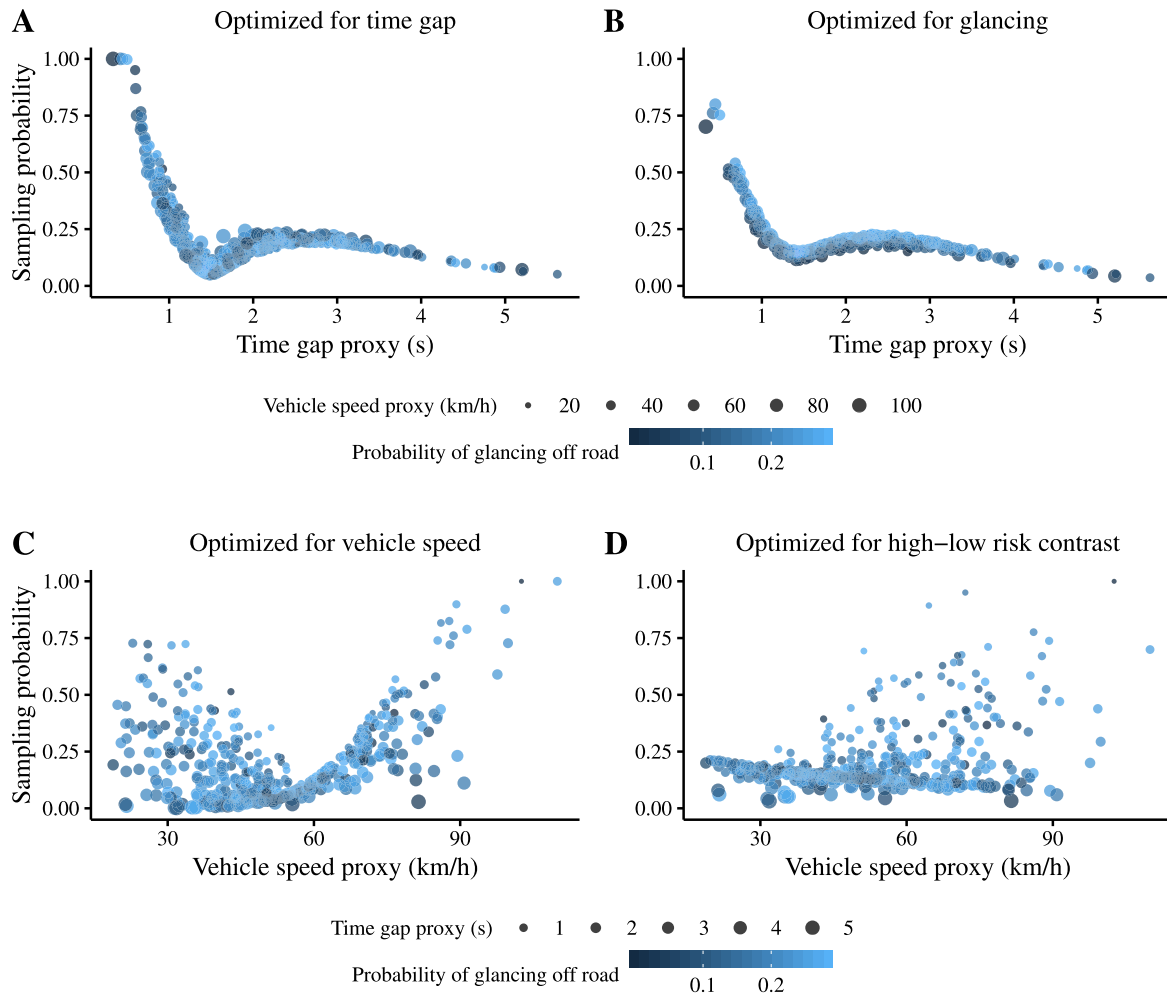 A Optimized for time gap
B Optimized for glancing
Sampling probability
1.00
0.75
0.50
0.25
0.00
1 2 3 4 5
Time gap proxy (s)
1.00
0.75
0.50
0.25
0.00
1 2 3 4 5
Time gap proxy (s)
Vehicle speed proxy (km/h) 20 40 60 80 100
Probability of glancing off road
0.1 0.2
C Optimized for vehicle speed
D Optimized for high−low risk contrast
Sampling probability
1.00
0.75
0.50
0.25
0.00
30 60 90
Vehicle speed proxy (km/h)
1.00
0.75
0.50
0.25
0.00
30 60 90
Vehicle speed proxy (km/h)
Time gap proxy (s) 1 2 3 4 5
Probability of glancing off road
0.1 0.2